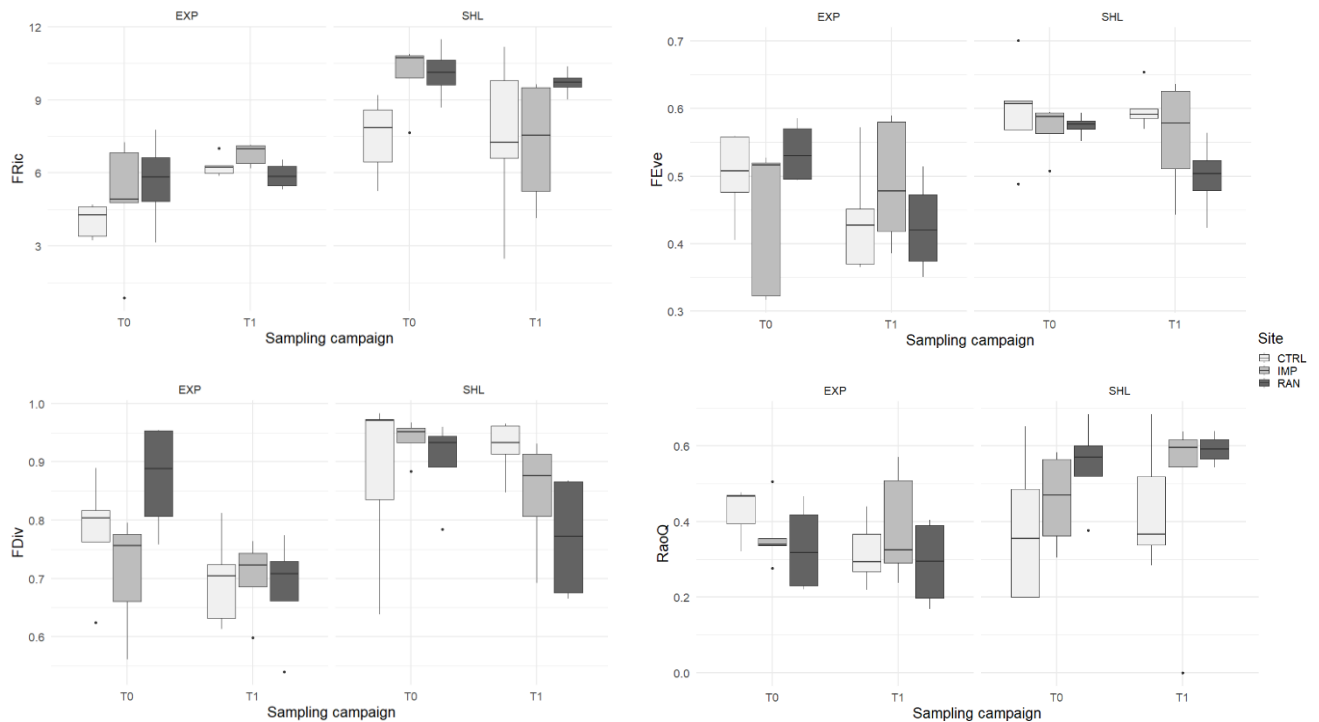 EXP SHL
12
9
6
3
FRic
T0 T1 T0 T1
Sampling campaign
EXP SHL
0.7
0.6
0.5
0.4
0.3
FEve
T0 T1 T0 T1
Sampling campaign
Site
CTRL
IMP
RAN
EXP SHL
1.0
0.9
0.8
0.7
0.6
FDiv
T0 T1 T0 T1
Sampling campaign
EXP SHL
0.6
0.4
0.2
0.0
RaoQ
T0 T1 T0 T1
Sampling campaign